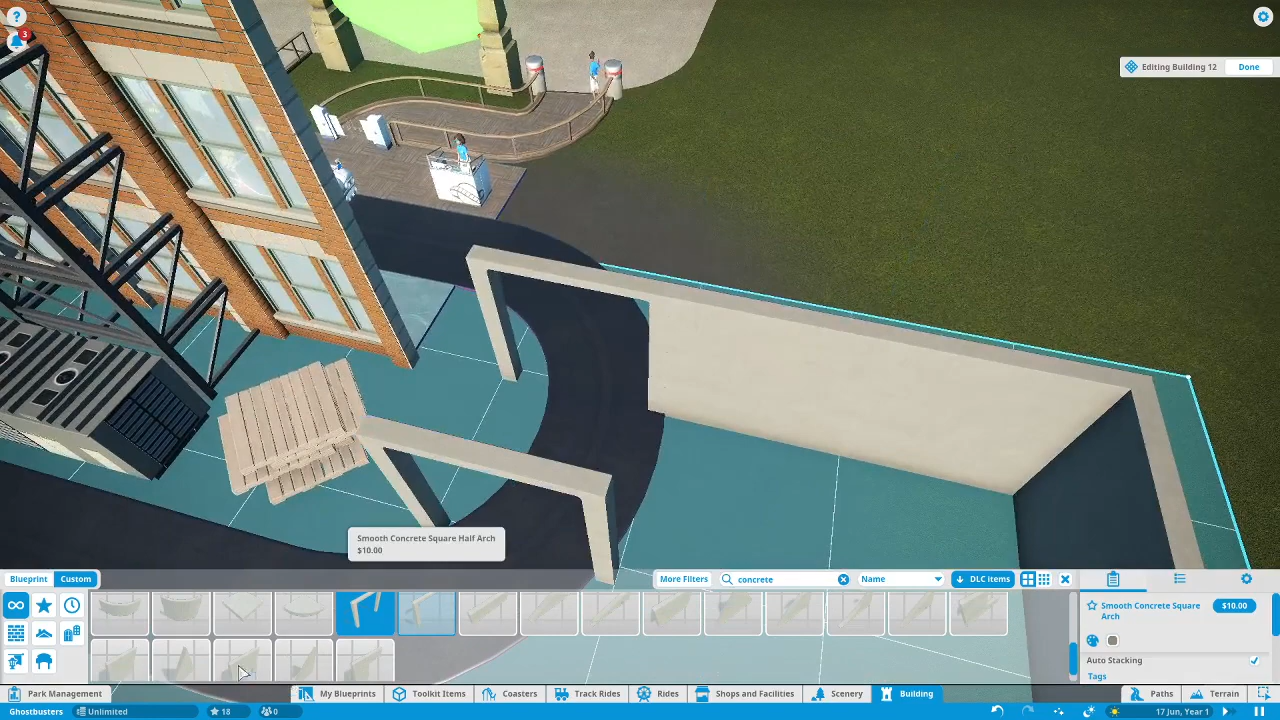 ?
3
Editing Building 12
Done
Smooth Concrete Square Half Arch
$10.00
Blueprint
Custom
More Filters
concrete
Name
DLC items
Smooth Concrete Square
Arch
$10.00
Auto Stacking
Tags
Park Management
My Blueprints
Toolkit Items
Coasters
Track Rides
Rides
Shops and Facilities
Scenery
Building
Paths
Terrain
Ghostbusters
Unlimited
18
0
17 Jun, Year 1